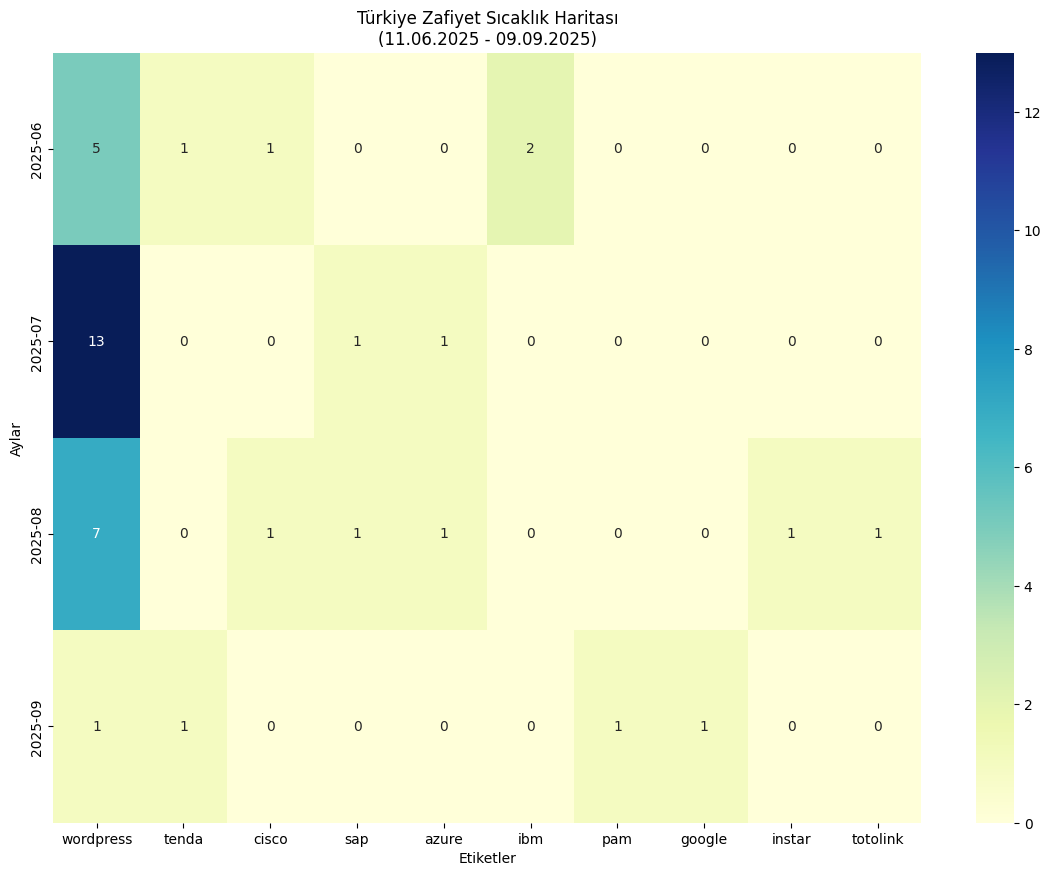 Türkiye Zafiyet Sıcaklık Haritası
(11.06.2025 - 09.09.2025)
Aylar
2025-06
5 1 1 0 0 2 0 0 0 0
2025-07
13 0 0 1 1 0 0 0 0 0
2025-08
7 0 1 1 1 0 0 0 1 1
2025-09
1 1 0 0 0 0 1 1 0 0
wordpress tenda cisco sap azure ibm pam google instar totolink
Etiketler
12
10
8
6
4
2
0